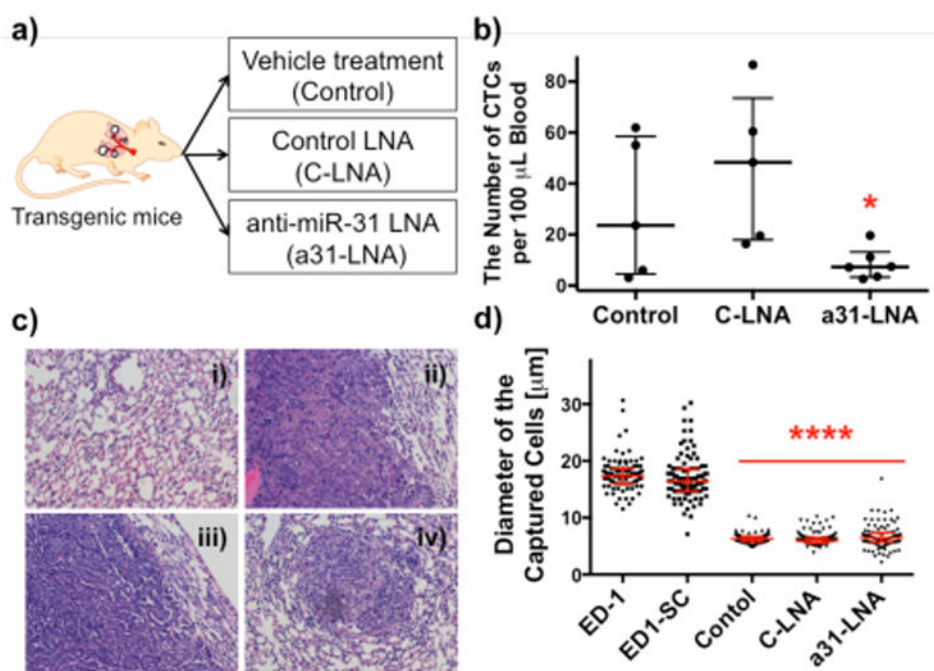 a)
Vehicle treatment
(Control)
Control LNA
(C-LNA)
anti-miR-31 LNA
(a31-LNA)
Transgenic mice
b)
The Number of CTCs
per 100 µL Blood
80
60
40
20
0
*
Control
C-LNA
a31-LNA
c)
i)
ii)
iii)
iv)
d)
Diameter of the
Captured Cells [µm]
30
20
10
0
****
ED-1
ED1-SC
Contol
C-LNA
a31-LNA